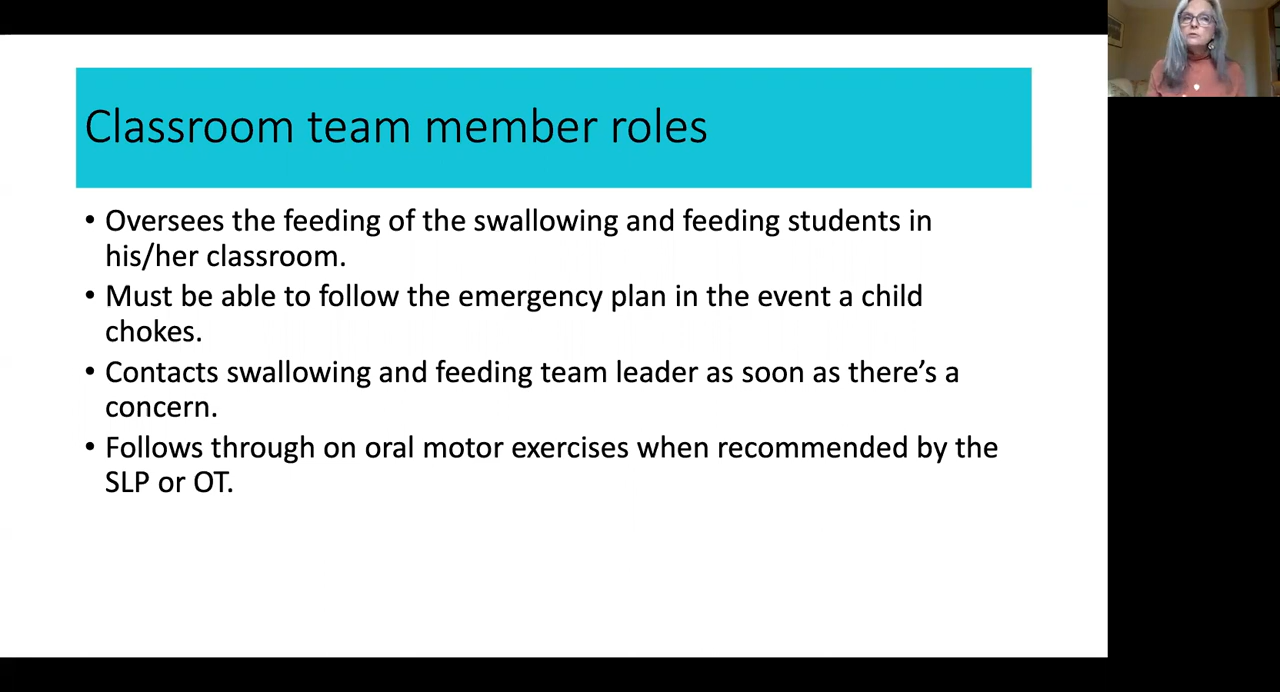 Classroom team member roles
• Oversees the feeding of the swallowing and feeding students in
his/her classroom.
• Must be able to follow the emergency plan in the event a child
chokes.
• Contacts swallowing and feeding team leader as soon as there’s a
concern.
• Follows through on oral motor exercises when recommended by the
SLP or OT.